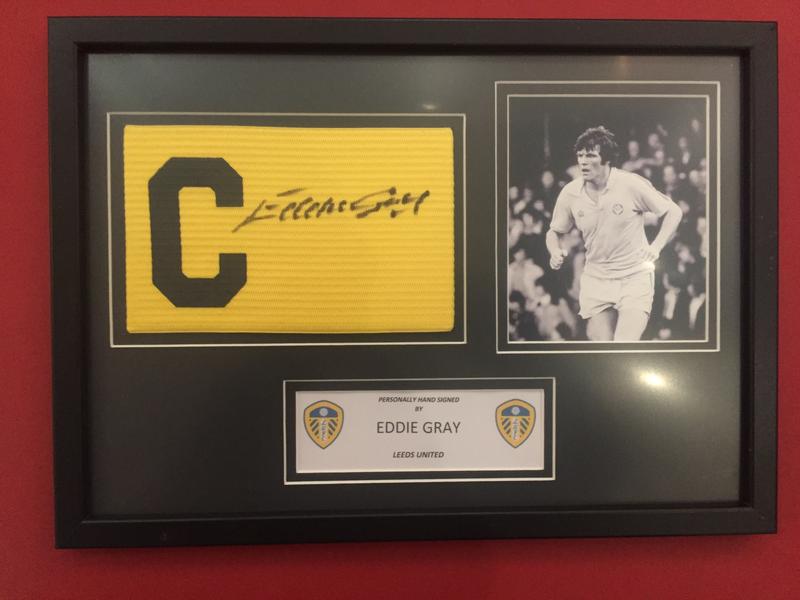 C
Eddie Gray
PERSONALLY HAND SIGNED
BY
EDDIE GRAY
LEEDS UNITED